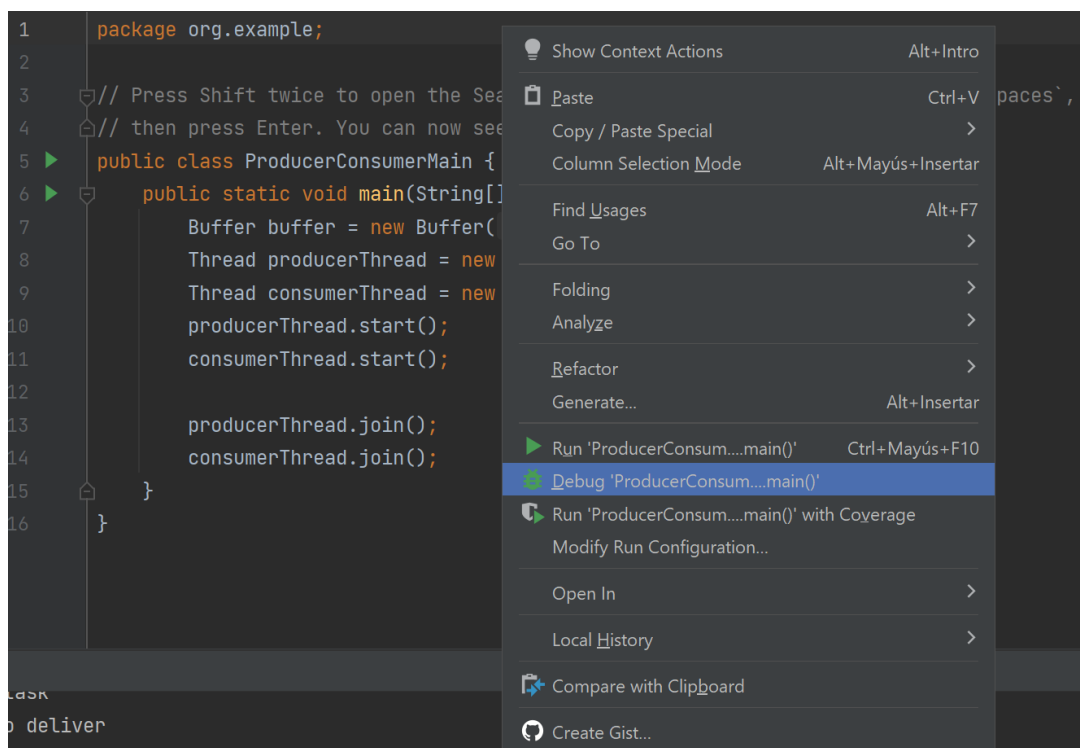 1 package org.example;
2
3 // Press Shift twice to open the Sea paces`,
4 // then press Enter. You can now see
5 public class ProducerConsumerMain {
6 public static void main(String[]
7 Buffer buffer = new Buffer(
8 Thread producerThread = new
9 Thread consumerThread = new
10 producerThread.start();
11 consumerThread.start();
12
13 producerThread.join();
14 consumerThread.join();
15 }
16 }
task
o deliver
Show Context Actions Alt+Intro
Paste Ctrl+V
Copy / Paste Special
Column Selection Mode Alt+Mayús+Insertar
Find Usages Alt+F7
Go To
Folding
Analyze
Refactor
Generate... Alt+Insertar
Run 'ProducerConsum....main()' Ctrl+Mayús+F10
Debug 'ProducerConsum....main()'
Run 'ProducerConsum....main()' with Coverage
Modify Run Configuration...
Open In
Local History
Compare with Clipboard
Create Gist...